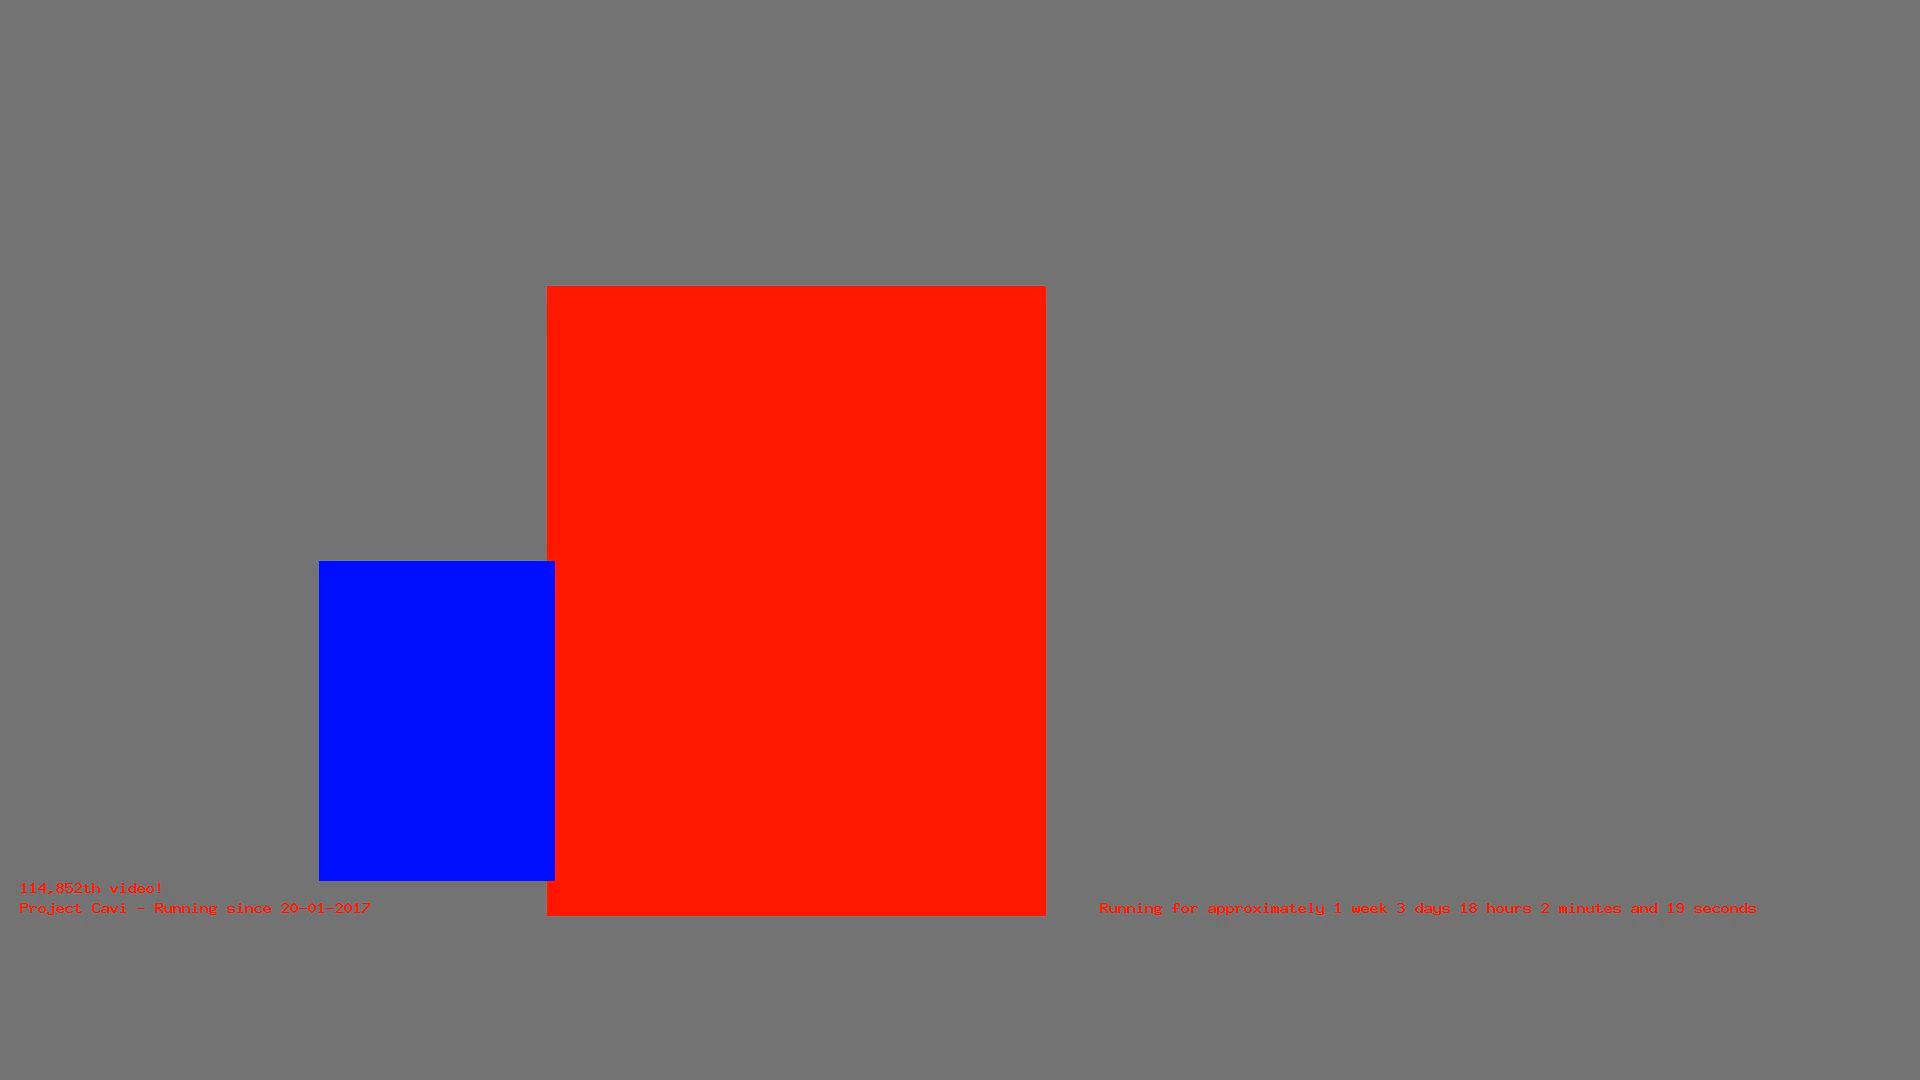 114,852th video!
Project Cavi - Running since 20-01-2017
Running for approximately 1 week 3 days 18 hours 2 minutes and 19 seconds